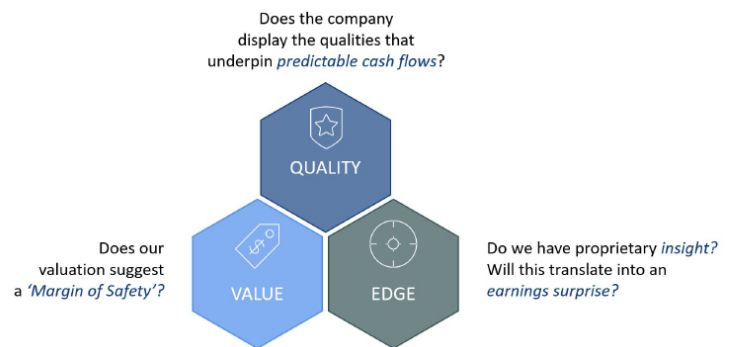 Does the company
display the qualities that
underpin predictable cash flows?
QUALITY
Does our
valuation suggest
a ‘Margin of Safety’?
VALUE
EDGE
Do we have proprietary insight?
Will this translate into an
earnings surprise?